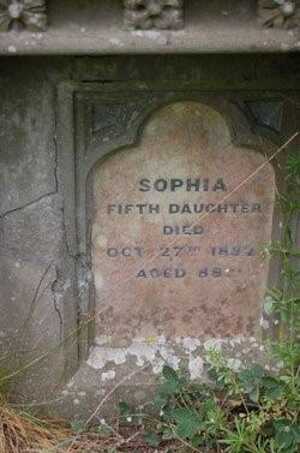 SOPHIA
FIFTH DAUGHTER
DIED
OCT 27TH 1892
AGED 88